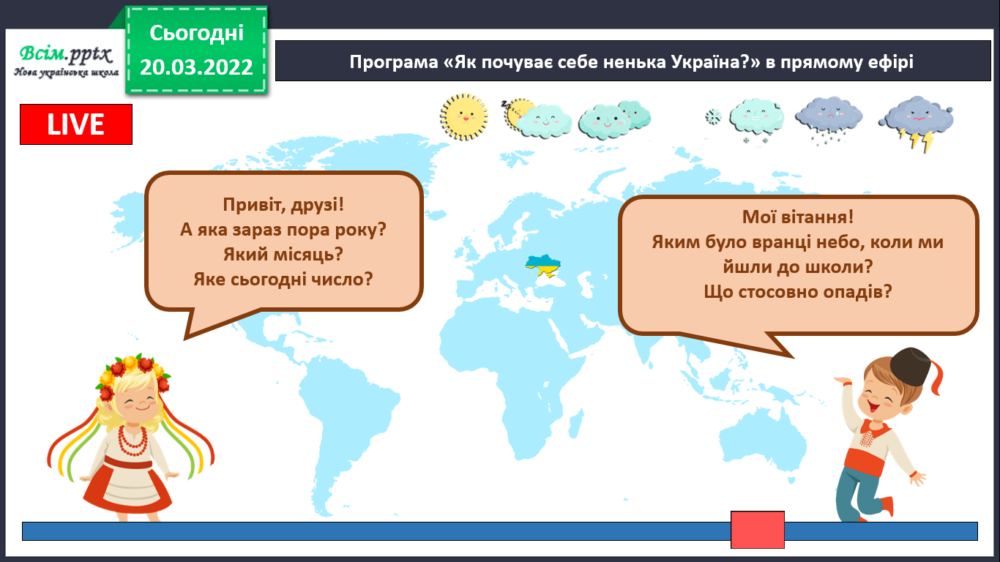 Всім.pptx
Нова українська школа
Сьогодні
20.03.2022
Програма «Як почуває себе ненька Україна?» в прямому ефірі
LIVE
Привіт, друзі!
А яка зараз пора року?
Який місяць?
Яке сьогодні число?
Мої вітання!
Яким було вранці небо, коли ми
йшли до школи?
Що стосовно опадів?